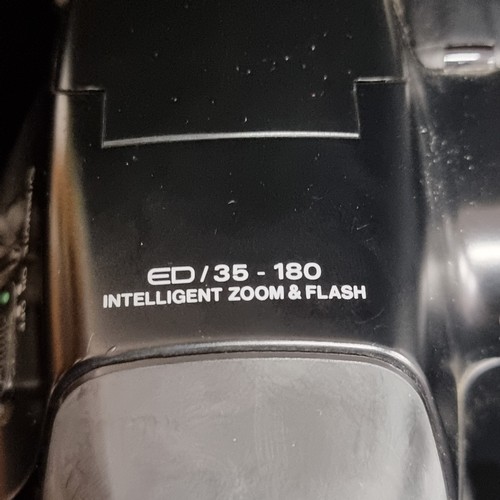 ED / 35 - 180
INTELLIGENT ZOOM & FLASH